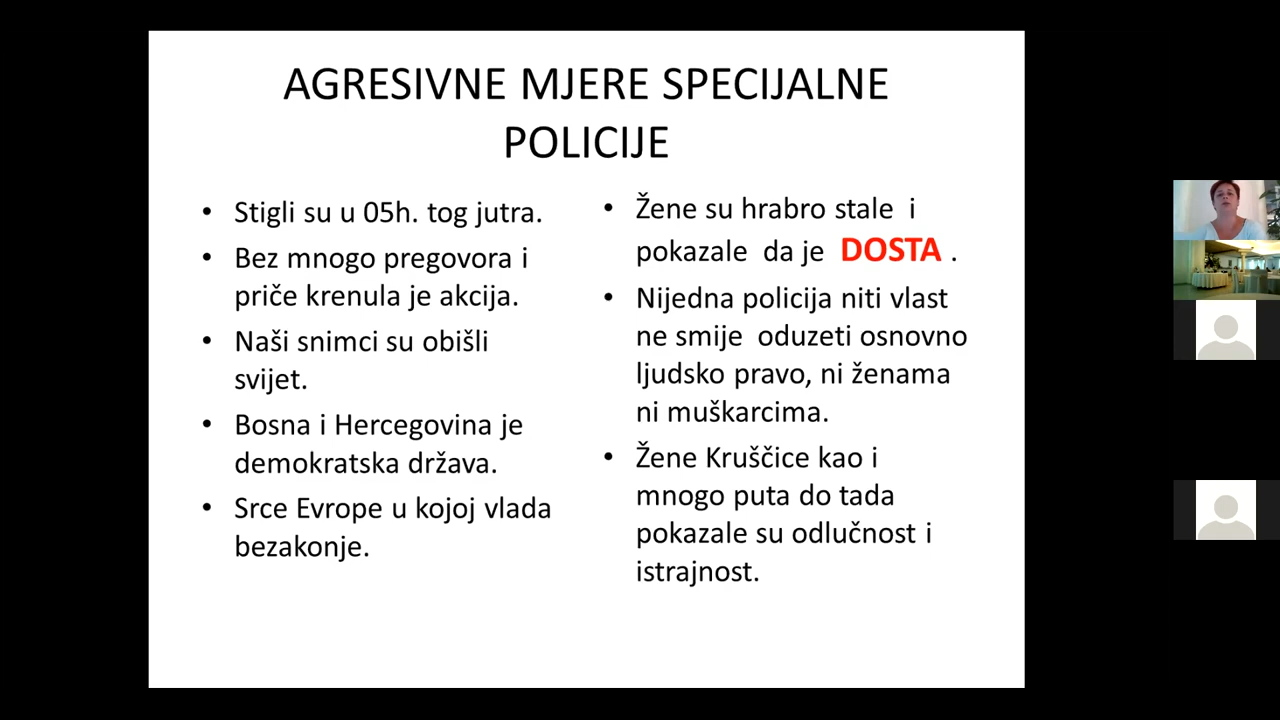 AGRESIVNE MJERE SPECIJALNE
POLICIJE
• Stigli su u 05h. tog jutra.
• Bez mnogo pregovora i
priče krenula je akcija.
• Naši snimci su obišli
svijet.
• Bosna i Hercegovina je
demokratska država.
• Srce Evrope u kojoj vlada
bezakonje.
• Žene su hrabro stale i
pokazale da je DOSTA .
• Nijedna policija niti vlast
ne smije oduzeti osnovno
ljudsko pravo, ni ženama
ni muškarcima.
• Žene Kruščice kao i
mnogo puta do tada
pokazale su odlučnost i
istrajnost.